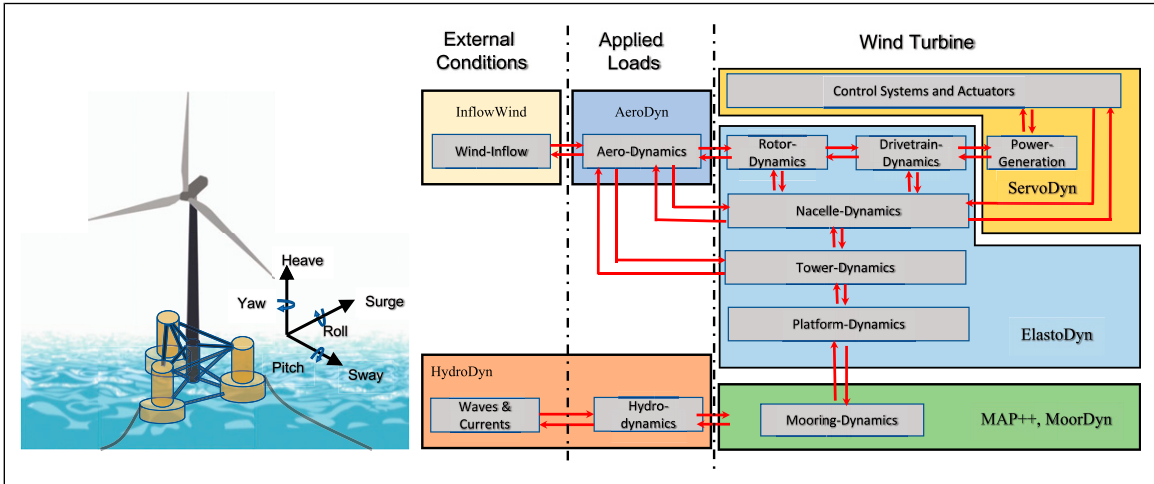 External
Conditions
Applied
Loads
Wind Turbine
Control Systems and Actuators
InflowWind
AeroDyn
Wind-Inflow
Aero-Dynamics
Rotor-
Dynamics
Drivetrain-
Dynamics
Power-
Generation
ServoDyn
Nacelle-Dynamics
Tower-Dynamics
Platform-Dynamics
ElastoDyn
Heave
Yaw
Surge
Roll
Pitch
Sway
HydroDyn
Waves &
Currents
Hydro-
dynamics
Mooring-Dynamics
MAP++, MoorDyn